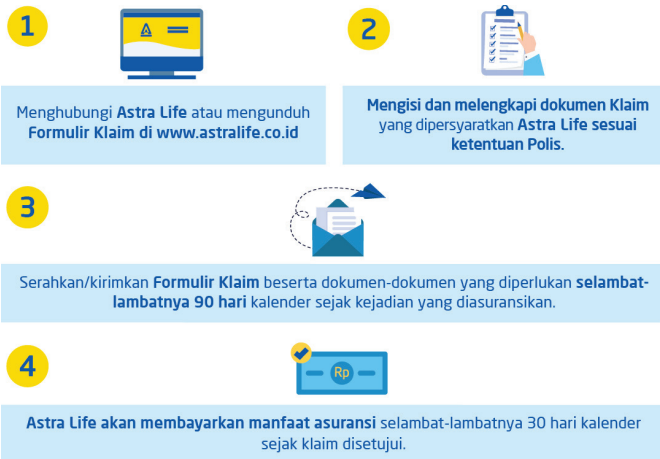 1
Menghubungi Astra Life atau mengunduh
Formulir Klaim di www.astralife.co.id
2
Mengisi dan melengkapi dokumen Klaim
yang dipersyaratkan Astra Life sesuai
ketentuan Polis.
3
Serahkan/kirimkan Formulir Klaim beserta dokumen-dokumen yang diperlukan selambat-
lambatnya 90 hari kalender sejak kejadian yang diasuransikan.
4
Rp
Astra Life akan membayarkan manfaat asuransi selambat-lambatnya 30 hari kalender
sejak klaim disetujui.